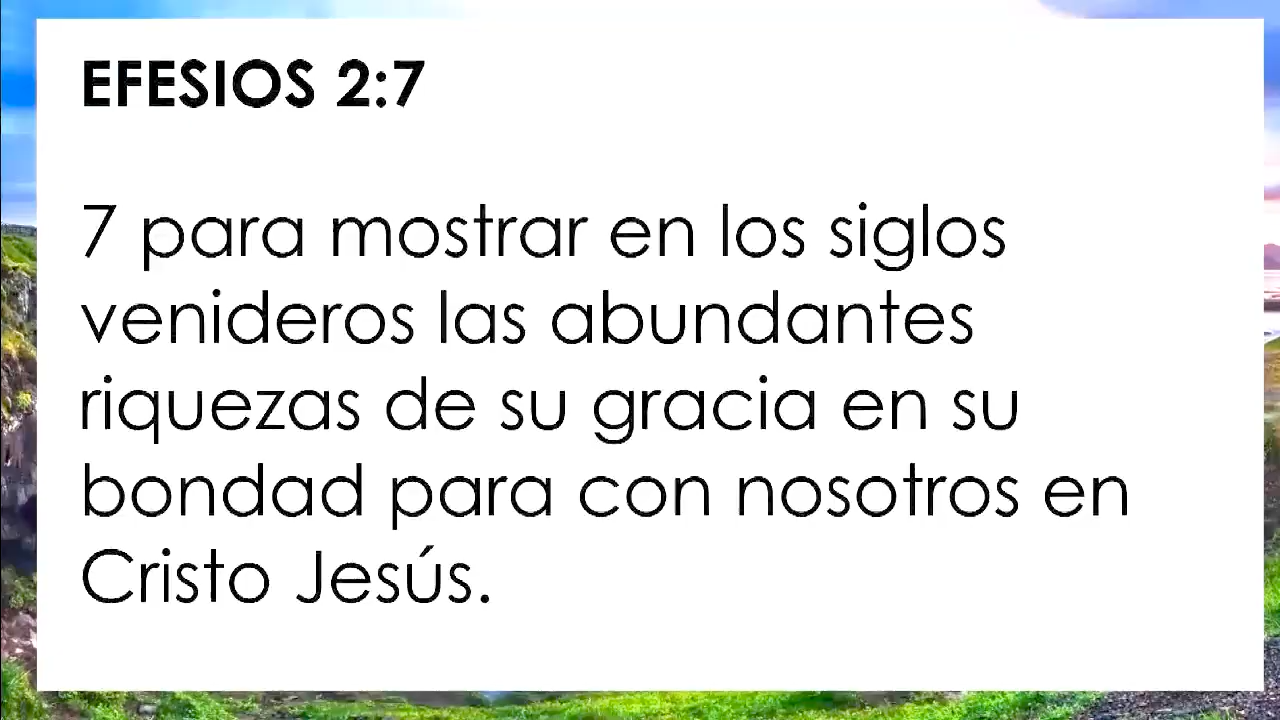 EFESIOS 2:7
7 para mostrar en los siglos
venideros las abundantes
riquezas de su gracia en su
bondad para con nosotros en
Cristo Jesús.